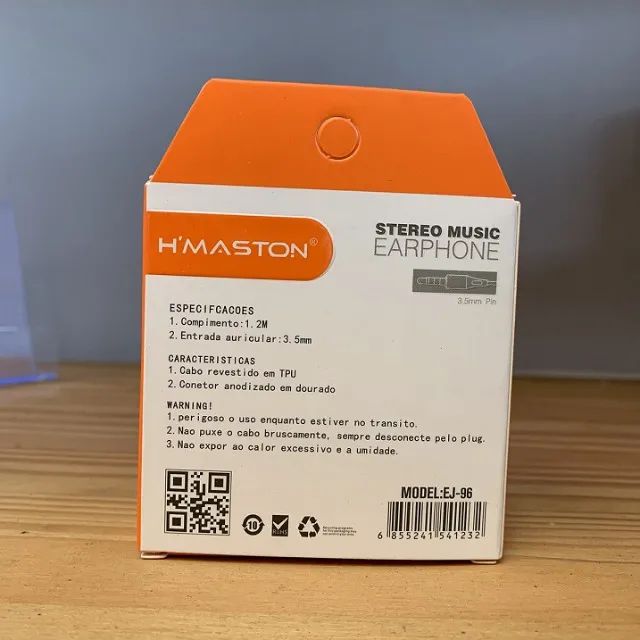 H'MASTON®
STEREO MUSIC
EARPHONE
3.5mm Pin
ESPECIFCACOES
1. Compimento:1.2M
2. Entrada auricular:3.5mm
CARACTERISTICAS
1. Cabo revestido em TPU
2. Conetor anodizado em dourado
WARNING!
1. perigoso o uso enquanto estiver no transito.
2. Nao puxe o cabo bruscamente, sempre desconecte pelo plug.
3. Nao expor ao calor excessivo e a umidade.
MODEL:EJ-96
10
RoHS
6 855241 541232